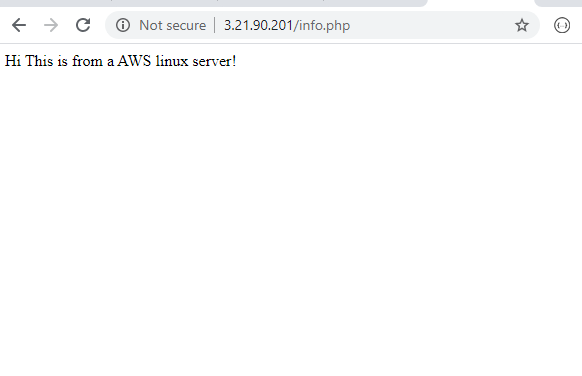 Not secure | 3.21.90.201/info.php
Hi This is from a AWS linux server!